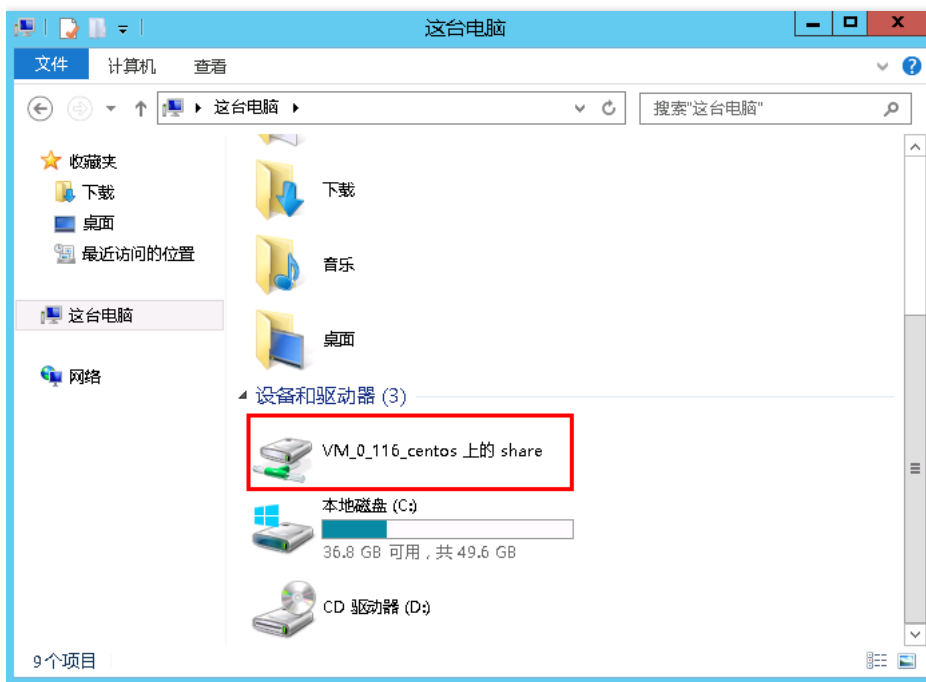 这台电脑
文件 计算机 查看
这台电脑
搜索"这台电脑"
收藏夹
下载
桌面
最近访问的位置
这台电脑
网络
下载
音乐
桌面
设备和驱动器 (3)
VM_0_116_centos 上的 share
本地磁盘 (C:)
36.8 GB 可用,共 49.6 GB
CD 驱动器 (D:)
9个项目